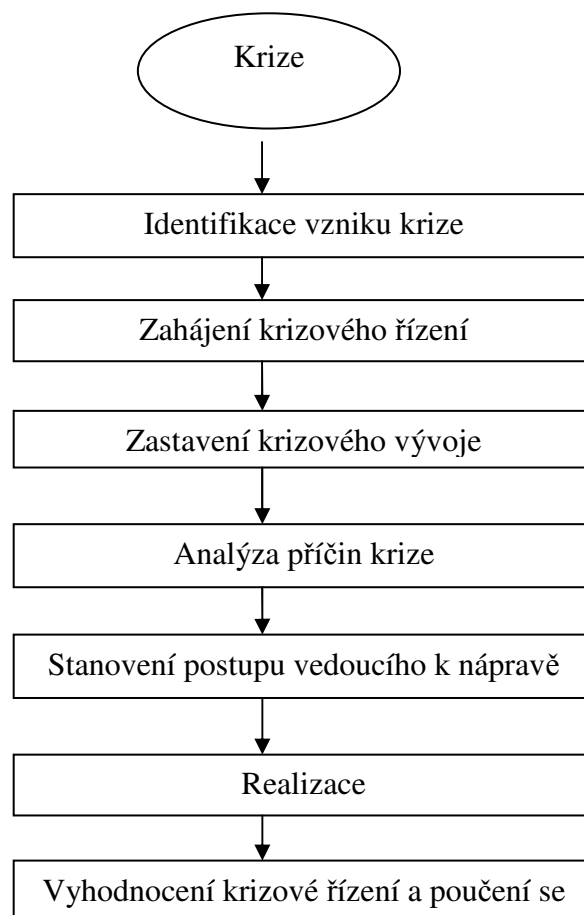 Krize
Identifikace vzniku krize
Zahájení krizového řízení
Zastavení krizového vývoje
Analýza příčin krize
Stanovení postupu vedoucího k nápravě
Realizace
Vyhodnocení krizové řízení a poučení se